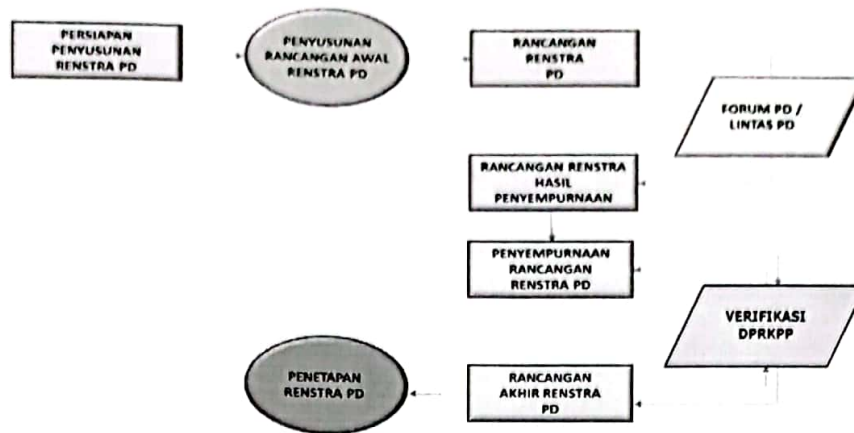 PERSIAPAN
PENYUSUNAN
RENSTRA PD
PENYUSUNAN
RANCANGAN AWAL
RENSTRA PD
RANCANGAN
RENSTRA
PD
FORUM PD /
LINTAS PD
RANCANGAN RENSTRA
HASIL
PENYEMPURNAAN
PENYEMPURNAAN
RANCANGAN
RENSTRA PD
VERIFIKASI
DPRKPP
PENETAPAN
RENSTRA PD
RANCANGAN
AKHIR RENSTRA
PD